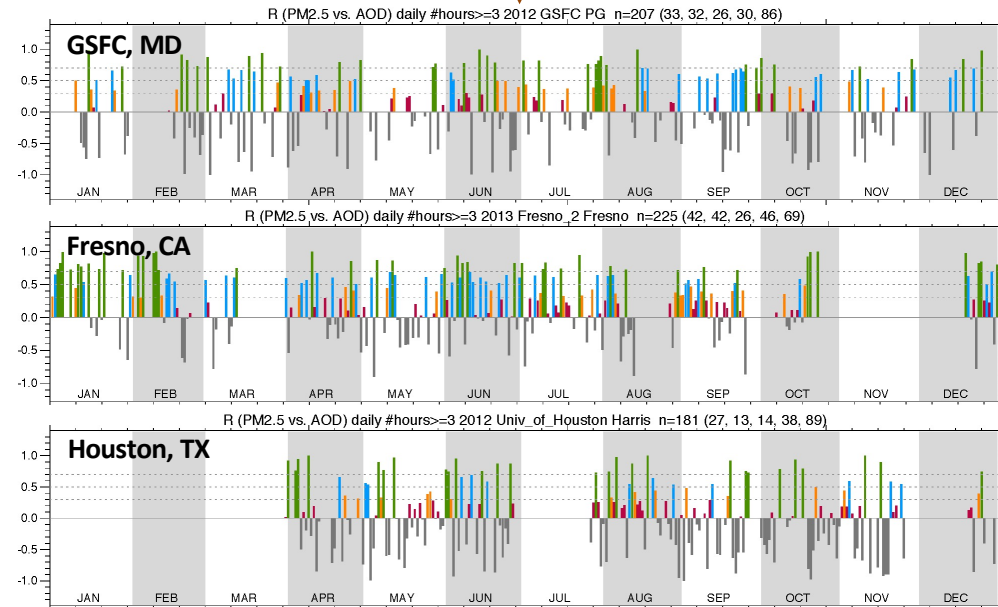 R (PM2.5 vs. AOD) daily #hours>=3 2012 GSFC PG n=207 (33, 32, 26, 30, 86)
GSFC, MD
1.0
0.5
0.0
-0.5
-1.0
JAN FEB MAR APR MAY JUN JUL AUG SEP OCT NOV DEC
R (PM2.5 vs. AOD) daily #hours>=3 2013 Fresno_2 Fresno n=225 (42, 42, 26, 46, 69)
Fresno, CA
1.0
0.5
0.0
-0.5
-1.0
JAN FEB MAR APR MAY JUN JUL AUG SEP OCT NOV DEC
R (PM2.5 vs. AOD) daily #hours>=3 2012 Univ_of_Houston Harris n=181 (27, 13, 14, 38, 89)
Houston, TX
1.0
0.5
0.0
-0.5
-1.0
JAN FEB MAR APR MAY JUN JUL AUG SEP OCT NOV DEC